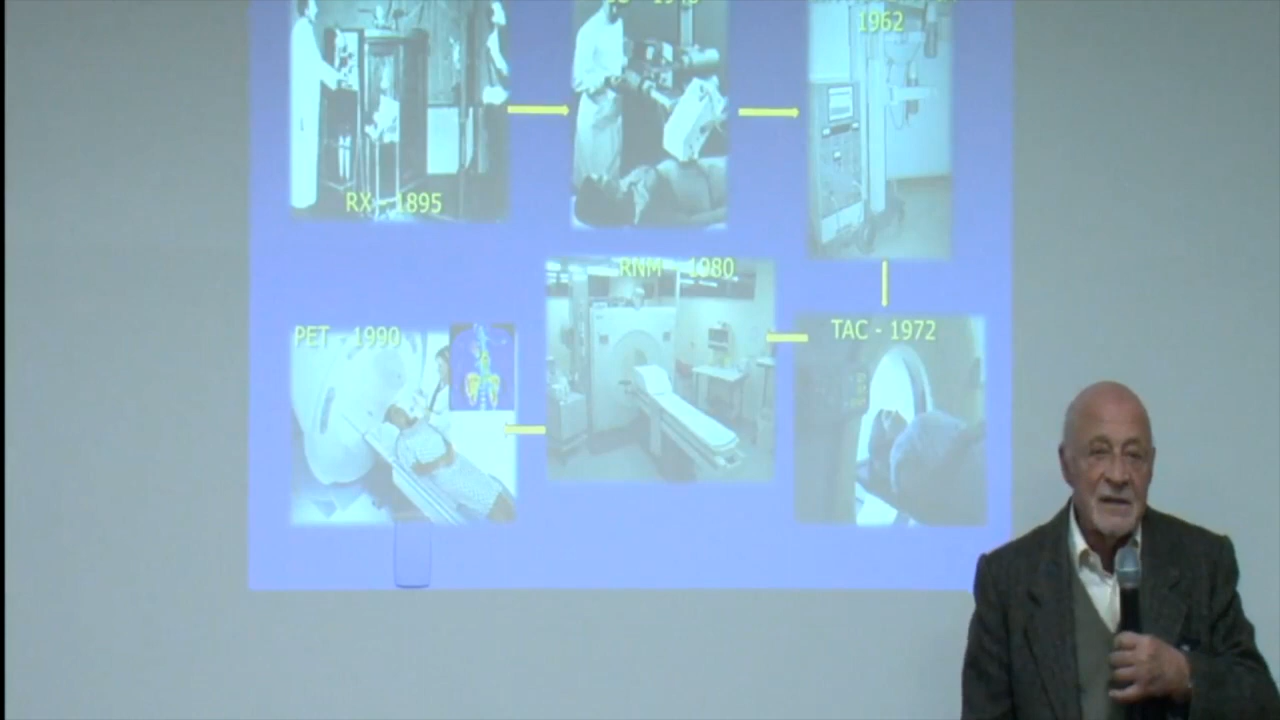 1962
RX - 1895
RNM - 1980
PET - 1990
TAC - 1972